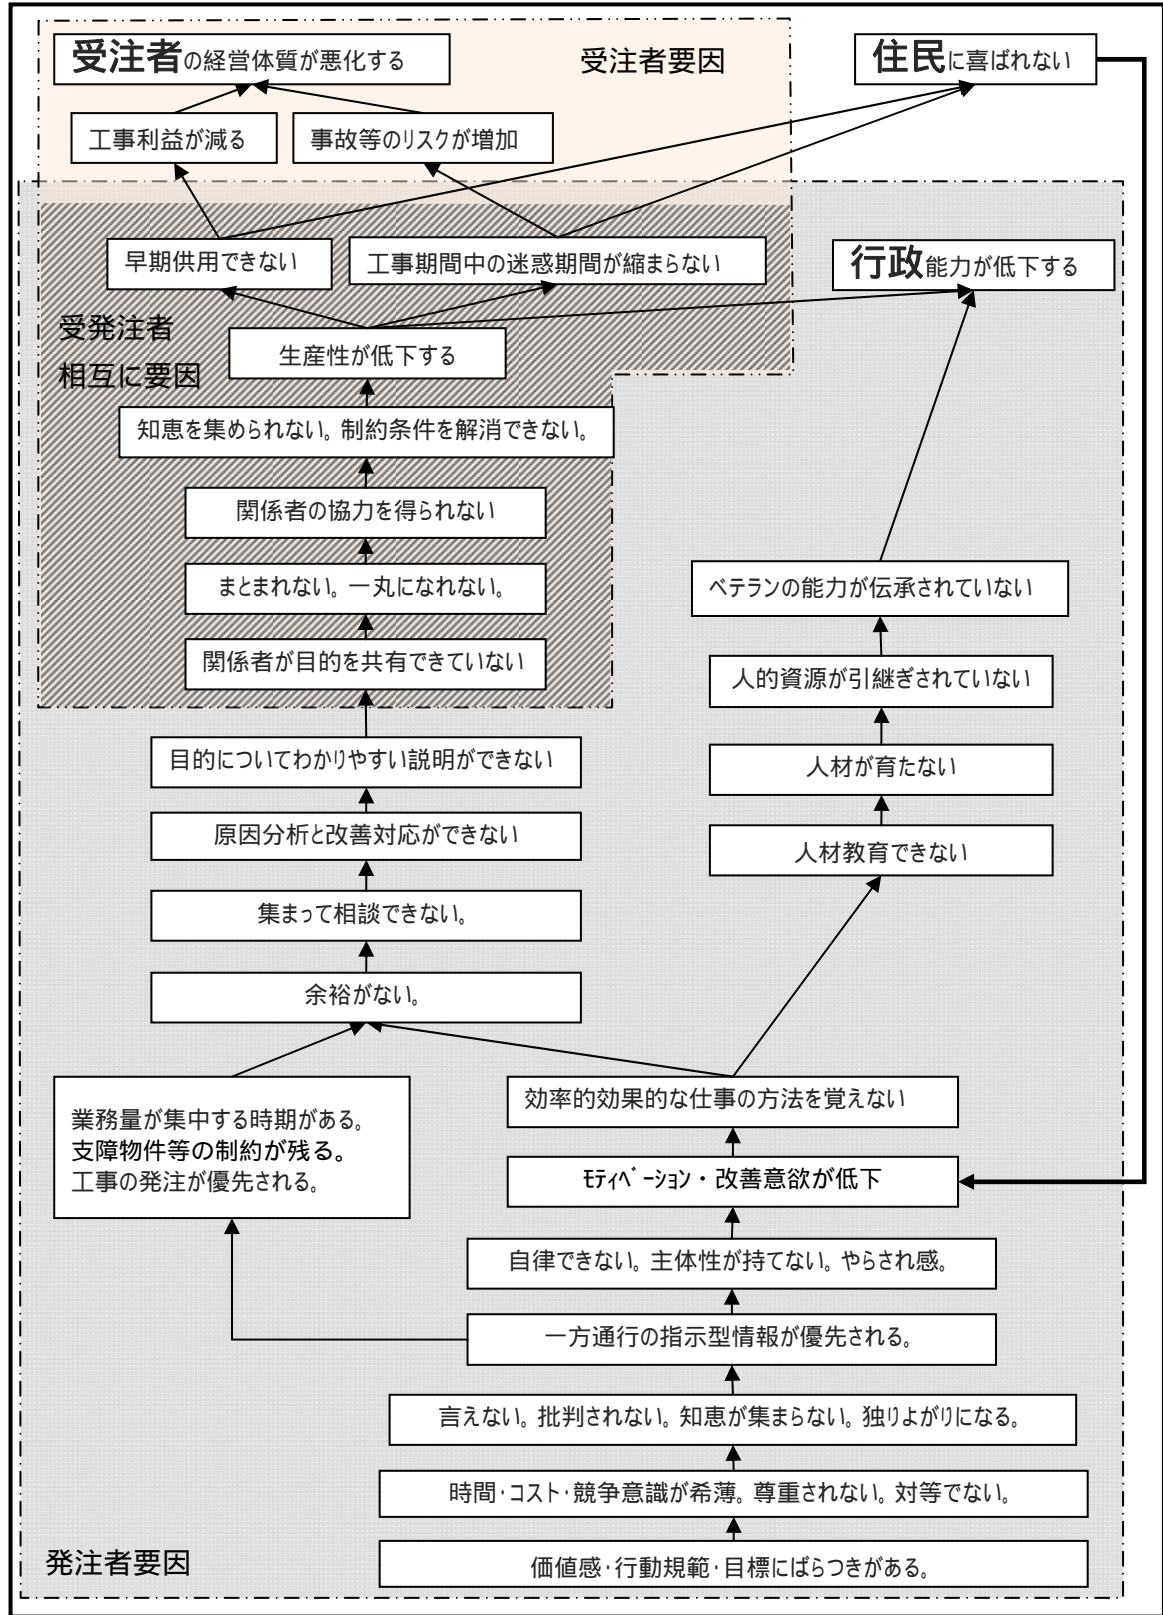 受注者の経営体質が悪化する
受注者要因
住民に喜ばれない
工事利益が減る
事故等のリスクが増加
早期供用できない
工事期間中の迷惑期間が縮まらない
行政能力が低下する
受発注者
相互に要因
生産性が低下する
知恵を集められない。制約条件を解消できない。
関係者の協力を得られない
まとまれない。一丸になれない。
ベテランの能力が伝承されていない
関係者が目的を共有できていない
人的資源が引継ぎされていない
目的についてわかりやすい説明ができない
人材が育たない
原因分析と改善対応ができない
人材教育できない
集まって相談できない。
余裕がない。
業務量が集中する時期がある。
支障物件等の制約が残る。
工事の発注が優先される。
効率的効果的な仕事の方法を覚えない
ﾓﾃｨﾍﾞｰｼｮﾝ・改善意欲が低下
自律できない。主体性が持てない。やらされ感。
一方通行の指示型情報が優先される。
言えない。批判されない。知恵が集まらない。独りよがりになる。
時間・コスト・競争意識が希薄。尊重されない。対等でない。
価値感・行動規範・目標にばらつきがある。
発注者要因